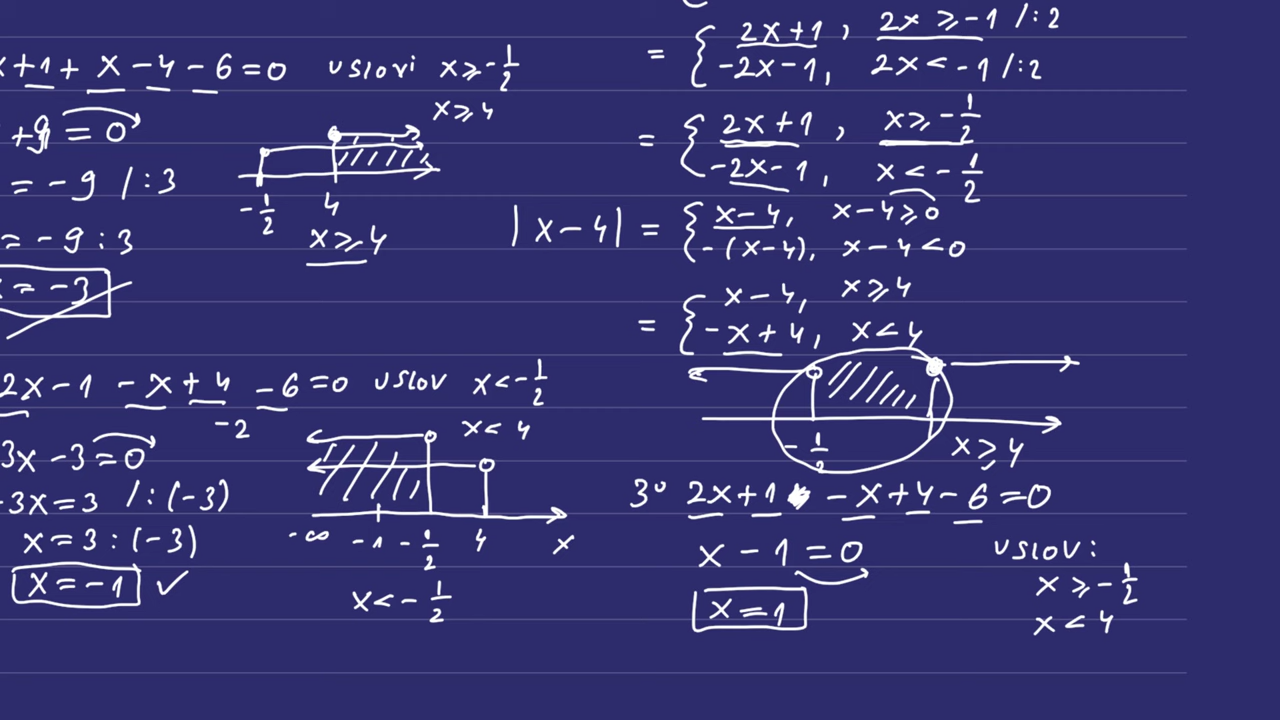 x+1+x-4-6=0 uslovi x≥-1/2
x≥4
+9=0
=-9 /:3
=-9:3
x=-3
-1/2 4
x≥4
2x-1-x+4-6=0 uslov x<-1/2
-2
x<4
3x-3=0
-3x=3 /:(-3)
x=3:(-3)
x=-1 ✓
-∞ -1 -1/2 4 x
x<-1/2
= { 2x+1, 2x≥-1 /:2
-2x-1, 2x<-1 /:2
= { 2x+1, x≥-1/2
-2x-1, x<-1/2
|x-4| = { x-4, x-4≥0
-(x-4), x-4<0
= { x-4, x≥4
-x+4, x<4
-1/2 x≥4
3° 2x+1 -x+4-6=0
x-1=0
x=1
uslov:
x≥-1/2
x<4